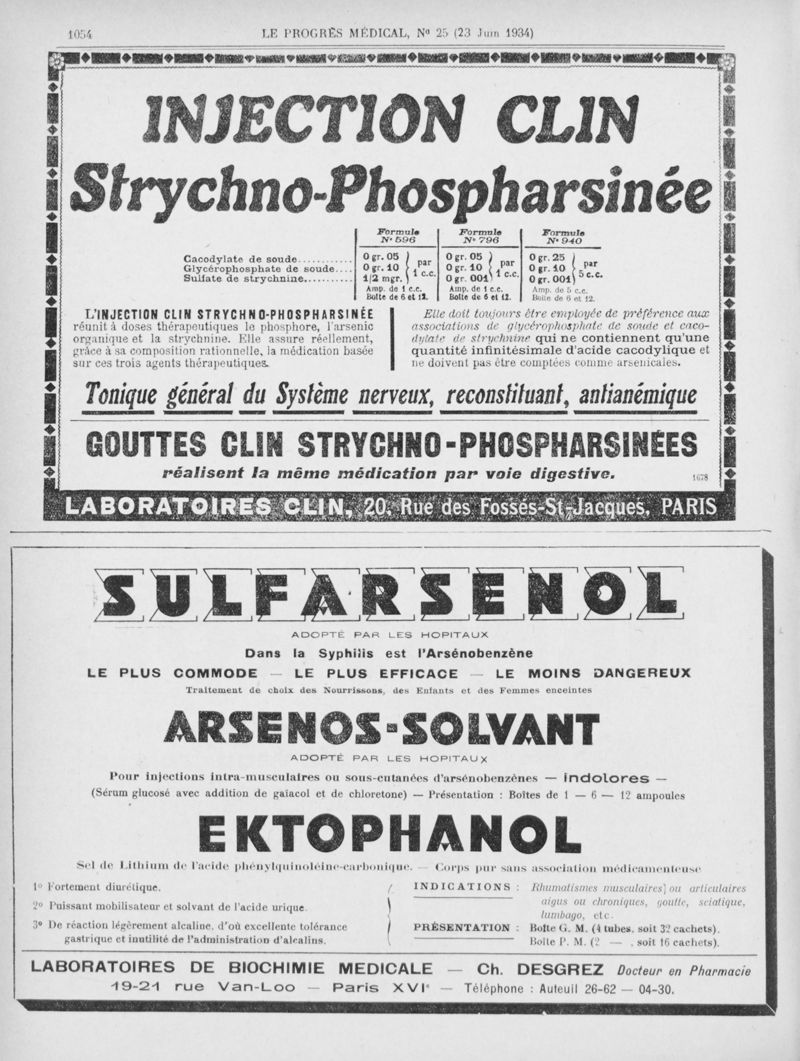 1054
LE PROGRÈS MÉDICAL, Nº 25 (23 Juin 1934)
INJECTION CLIN
Strychno-Phospharsinée
Formule Nº 596
Formule Nº 796
Formule Nº 940
Cacodylate de soude............ 0 gr. 05 0 gr. 05 0 gr. 25
Glycérophosphate de soude.... 0 gr. 10 par 1 c.c. 0 gr. 10 par 1 c.c. 0 gr. 10 par 5 c.c.
Sulfate de strychnine........... 1/2 mgr. 0 gr. 001 0 gr. 001
Amp. de 1 c.c. Amp. de 1 c.c. Amp. de 5 c.c.
Boîte de 6 et 12. Boîte de 6 et 12. Boîte de 6 et 12.
L'INJECTION CLIN STRYCHNO-PHOSPHARSINÉE
réunit à doses thérapeutiques le phosphore, l'arsenic
organique et la strychnine. Elle assure réellement,
grâce à sa composition rationnelle, la médication basée
sur ces trois agents thérapeutiques.
Elle doit toujours être employée de préférence aux
associations de glycérophosphate de soude et caco-
dylate de strychnine qui ne contiennent qu'une
quantité infinitésimale d'acide cacodylique et
ne doivent pas être comptées comme arsenicales.
Tonique général du Système nerveux, reconstituant, antianémique
GOUTTES CLIN STRYCHNO-PHOSPHARSINÉES
réalisent la même médication par voie digestive.
1678
LABORATOIRES CLIN, 20, Rue des Fossés-St-Jacques, PARIS
SULFARSENOL
ADOPTÉ PAR LES HOPITAUX
Dans la Syphilis est l'Arsénobenzène
LE PLUS COMMODE — LE PLUS EFFICACE — LE MOINS DANGEREUX
Traitement de choix des Nourrissons, des Enfants et des Femmes enceintes
ARSENOS-SOLVANT
ADOPTÉ PAR LES HOPITAUX
Pour injections intra-musculaires ou sous-cutanées d'arsénobenzènes — indolores —
(Sérum glucosé avec addition de gaïacol et de chloretone) — Présentation : Boîtes de 1 — 6 — 12 ampoules
EKTOPHANOL
Sel de Lithium de l'acide phénylquinoléine-carbonique. — Corps pur sans association médicamenteuse
1º Fortement diurétique.
2º Puissant mobilisateur et solvant de l'acide urique.
3º De réaction légèrement alcaline, d'où excellente tolérance
gastrique et inutilité de l'administration d'alcalins.
INDICATIONS : Rhumatismes musculaires] ou articulaires
aigus ou chroniques, goutte, sciatique,
lumbago, etc.
PRÉSENTATION : Boîte G. M. (4 tubes, soit 32 cachets).
Boîte P. M. (2 — , soit 16 cachets).
LABORATOIRES DE BIOCHIMIE MEDICALE — Ch. DESGREZ Docteur en Pharmacie
19-21 rue Van-Loo — Paris XVIᵉ — Téléphone : Auteuil 26-62 — 04-30.